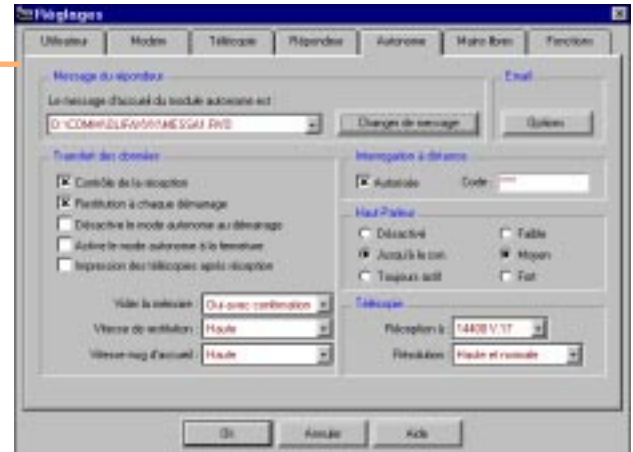 Réglages
Utilisateur Modem Télécopie Répondeur Autonome Mains libres Fonctions
Message du répondeur
Email
Le message d'accueil du module autonome est
Changer de message
Options
Transfert des données
Interrogation à distance
Contrôle de la réception
Autorisée Code : ****
Restitution à chaque démarrage
Désactive le mode autonome au démarrage
Active le mode autonome à la fermeture
Impression des télécopies après réception
Haut-Parleur
Désactivé Faible
Jusqu'à le son Moyen
Toujours actif Fort
Vider la mémoire : Oui avec confirmation
Vitesse de restitution : Haute
Vitesse msg d'accueil : Haute
Télécopie
Réception à : 14400 V.17
Résolution : Haute et normale
Ok Annuler Aide